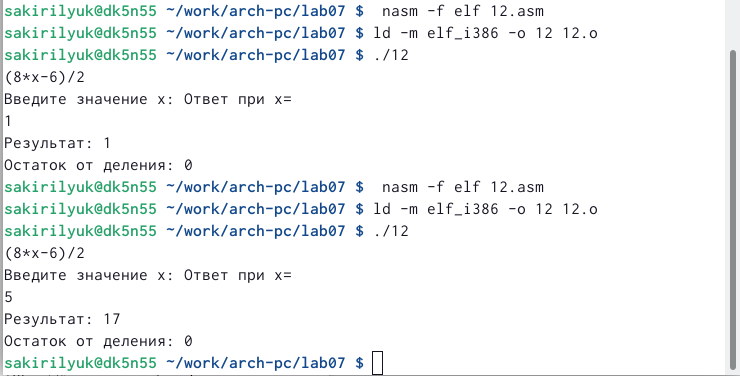 sakirilyuk@dk5n55 ~/work/arch-pc/lab07 $  nasm -f elf 12.asm
sakirilyuk@dk5n55 ~/work/arch-pc/lab07 $ ld -m elf_i386 -o 12 12.o
sakirilyuk@dk5n55 ~/work/arch-pc/lab07 $ ./12
(8*x-6)/2
Введите значение x: Ответ при x=
1
Результат: 1
Остаток от деления: 0
sakirilyuk@dk5n55 ~/work/arch-pc/lab07 $  nasm -f elf 12.asm
sakirilyuk@dk5n55 ~/work/arch-pc/lab07 $ ld -m elf_i386 -o 12 12.o
sakirilyuk@dk5n55 ~/work/arch-pc/lab07 $ ./12
(8*x-6)/2
Введите значение x: Ответ при x=
5
Результат: 17
Остаток от деления: 0
sakirilyuk@dk5n55 ~/work/arch-pc/lab07 $